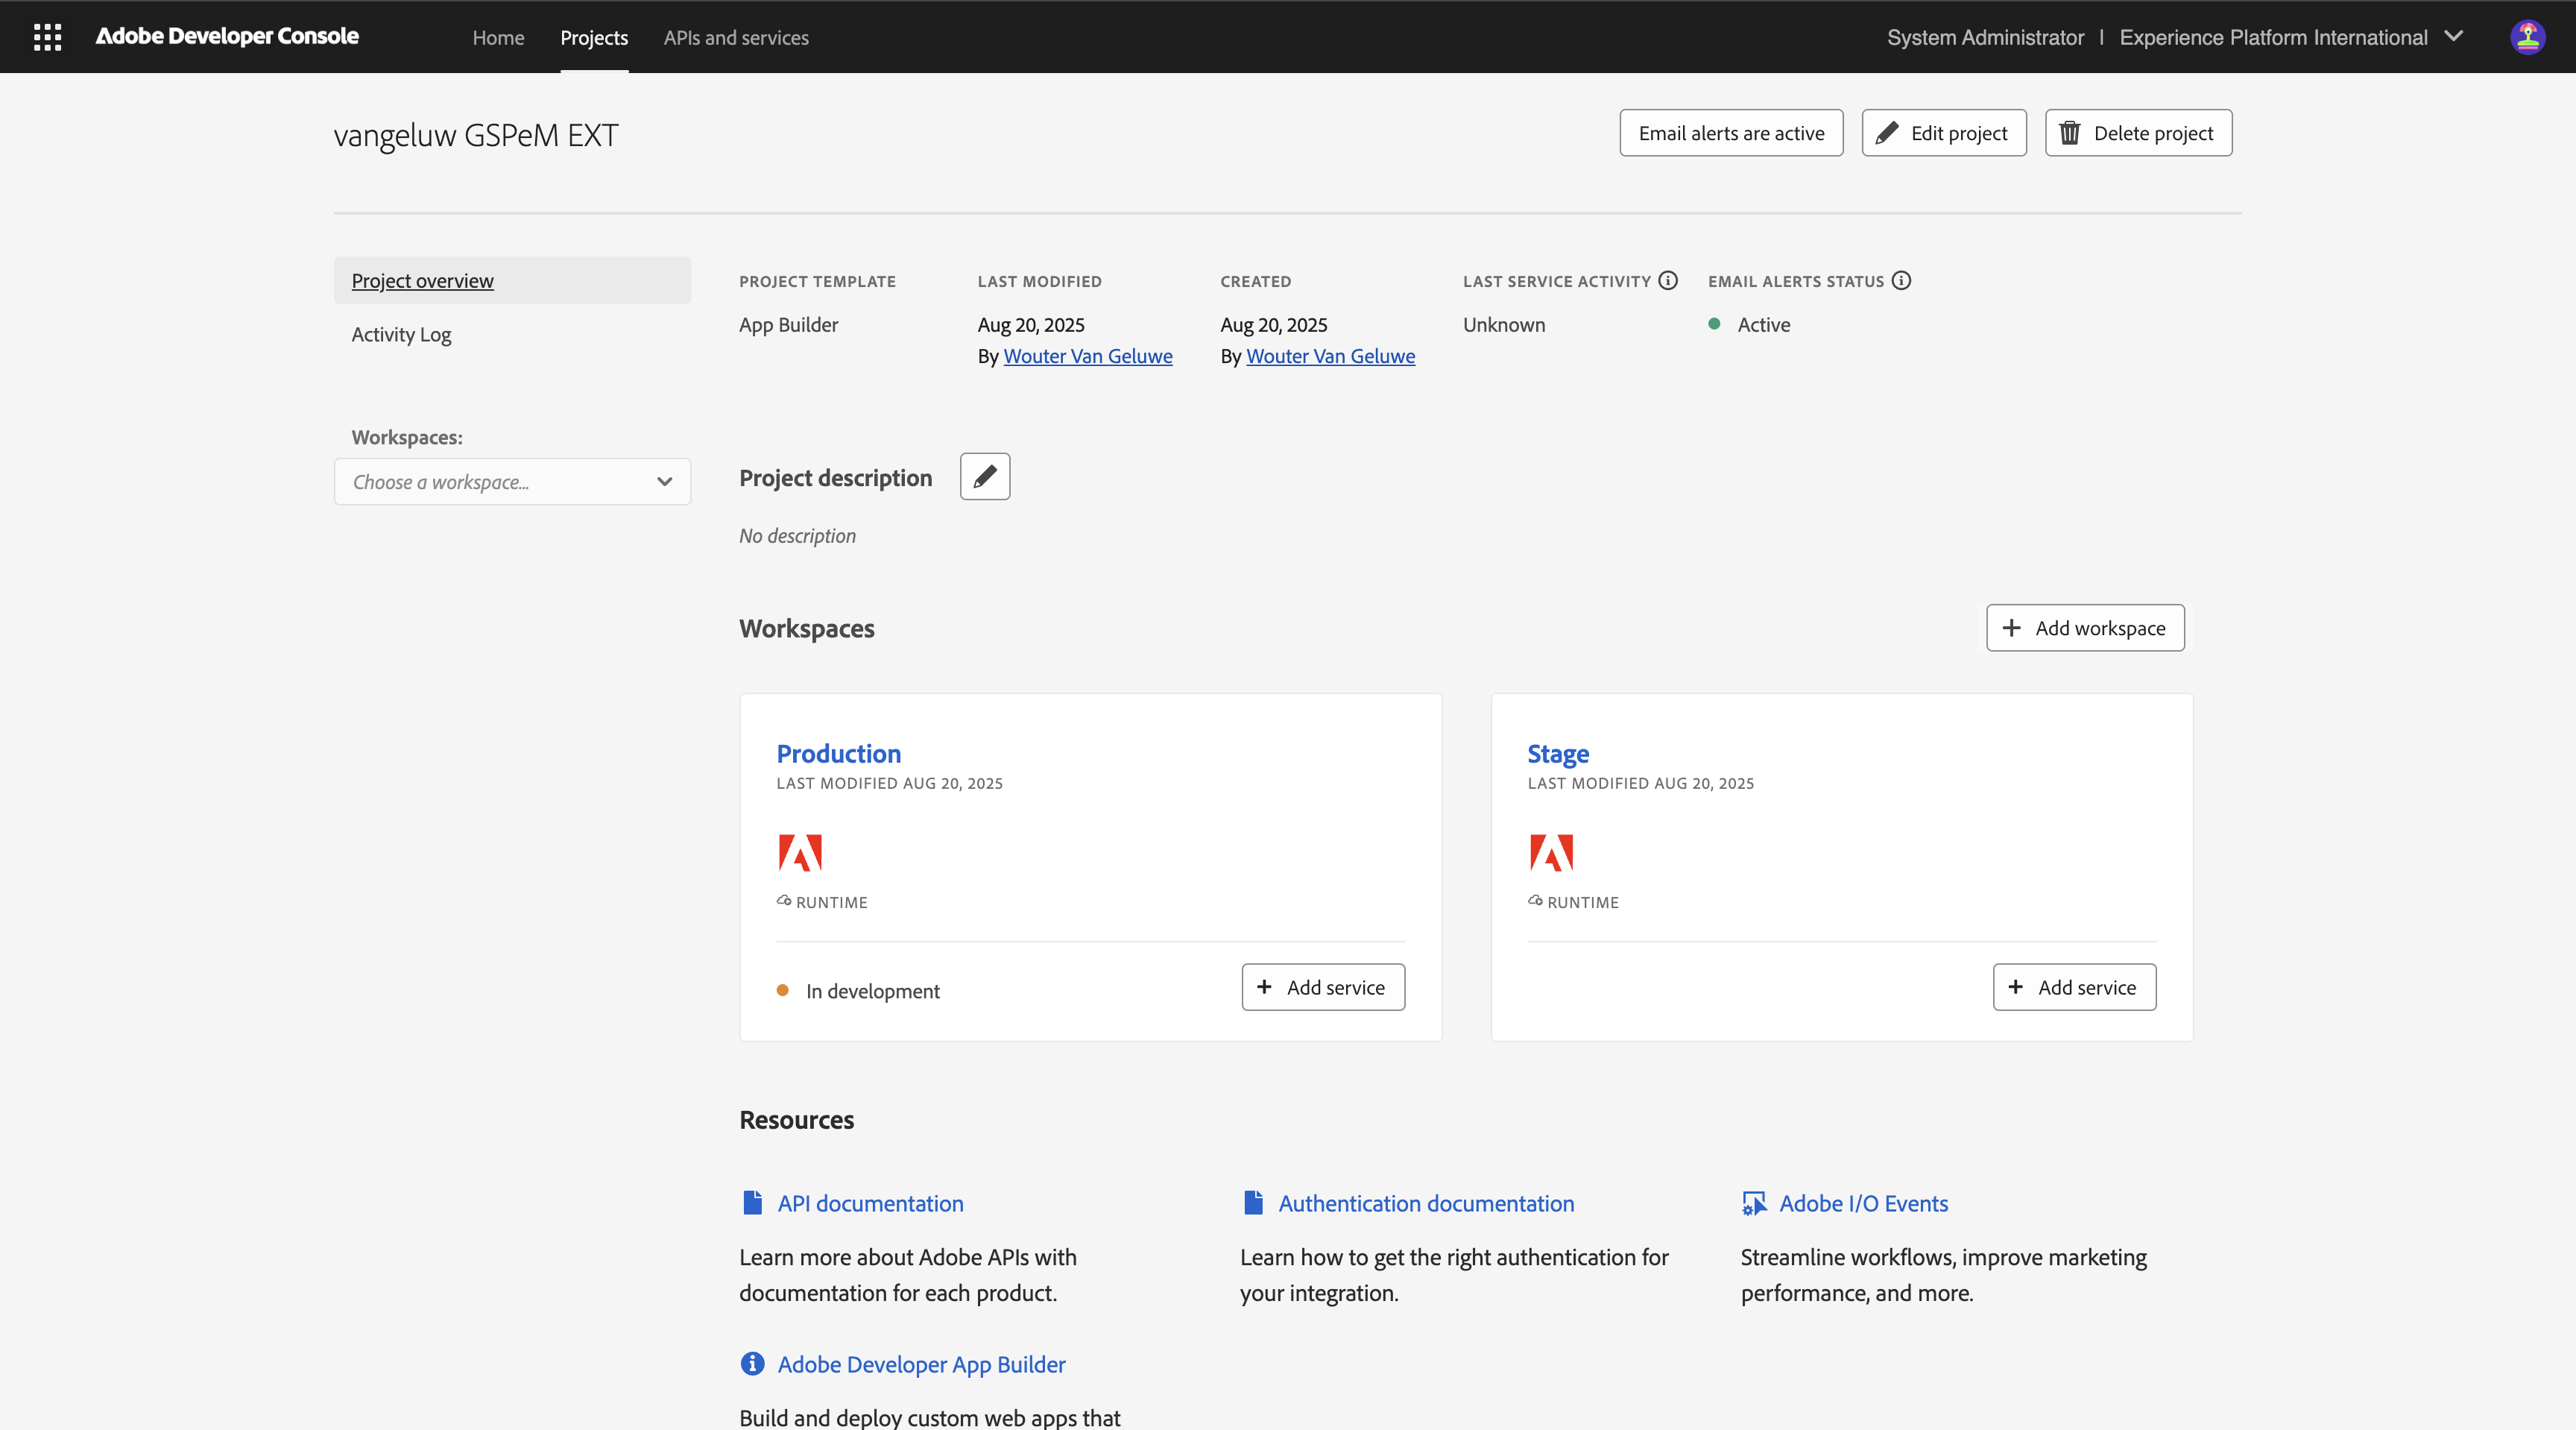 Adobe Developer Console
Home
Projects
APIs and services
System Administrator | Experience Platform International
vangeluw GSPeM EXT
Email alerts are active
Edit project
Delete project
Project overview
Activity Log
Workspaces:
Choose a workspace...
PROJECT TEMPLATE
App Builder
LAST MODIFIED
Aug 20, 2025
By Wouter Van Geluwe
CREATED
Aug 20, 2025
By Wouter Van Geluwe
LAST SERVICE ACTIVITY
Unknown
EMAIL ALERTS STATUS
Active
Project description
No description
Workspaces
Add workspace
Production
LAST MODIFIED AUG 20, 2025
RUNTIME
In development
Add service
Stage
LAST MODIFIED AUG 20, 2025
RUNTIME
Add service
Resources
API documentation
Learn more about Adobe APIs with
documentation for each product.
Authentication documentation
Learn how to get the right authentication for
your integration.
Adobe I/O Events
Streamline workflows, improve marketing
performance, and more.
Adobe Developer App Builder
Build and deploy custom web apps that